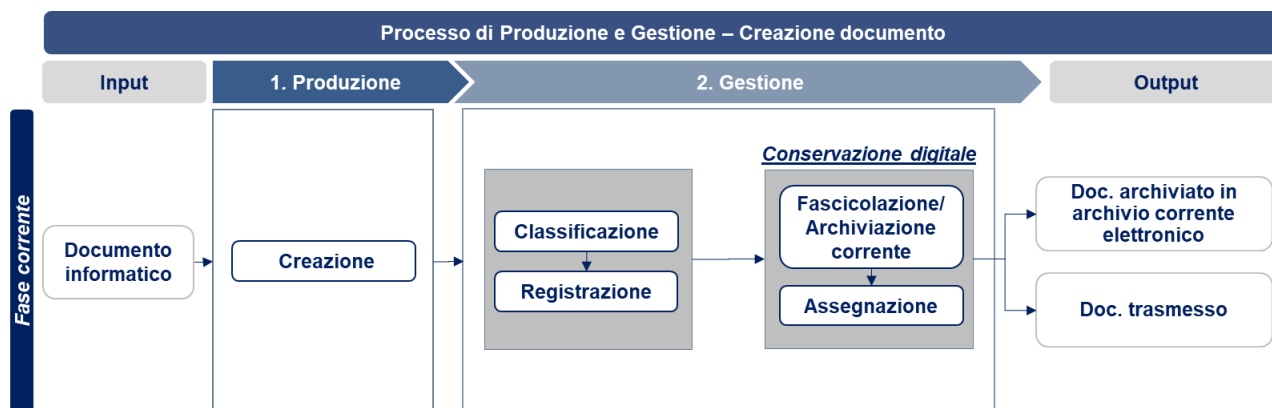 Processo di Produzione e Gestione – Creazione documento
Input
1. Produzione
2. Gestione
Output
Fase corrente
Documento
informatico
Creazione
Classificazione
Registrazione
Conservazione digitale
Fascicolazione/
Archiviazione
corrente
Assegnazione
Doc. archiviato in
archivio corrente
elettronico
Doc. trasmesso